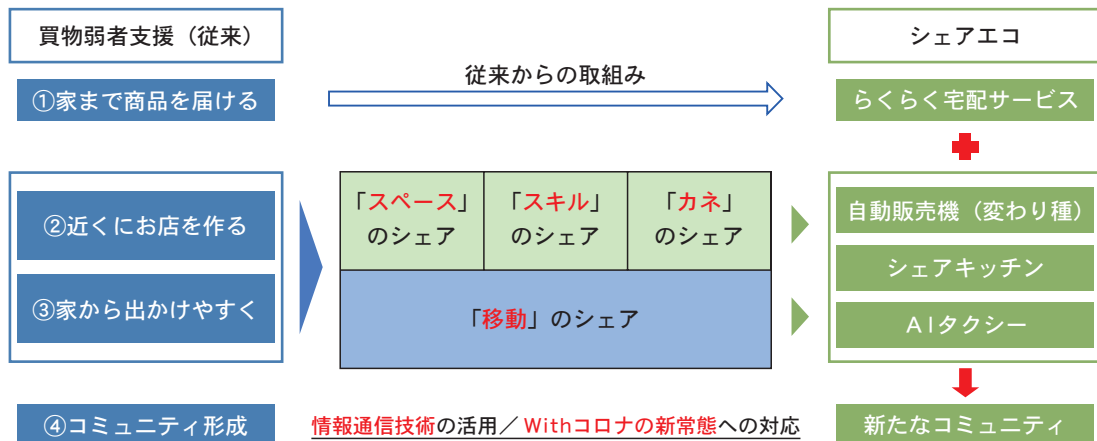 買物弱者支援（従来）
シェアエコ
従来からの取組み
①家まで商品を届ける
らくらく宅配サービス
②近くにお店を作る
③家から出かけやすく
「スペース」
のシェア
「スキル」
のシェア
「カネ」
のシェア
「移動」のシェア
自動販売機（変わり種）
シェアキッチン
AIタクシー
④コミュニティ形成
情報通信技術の活用／Withコロナの新常態への対応
新たなコミュニティ